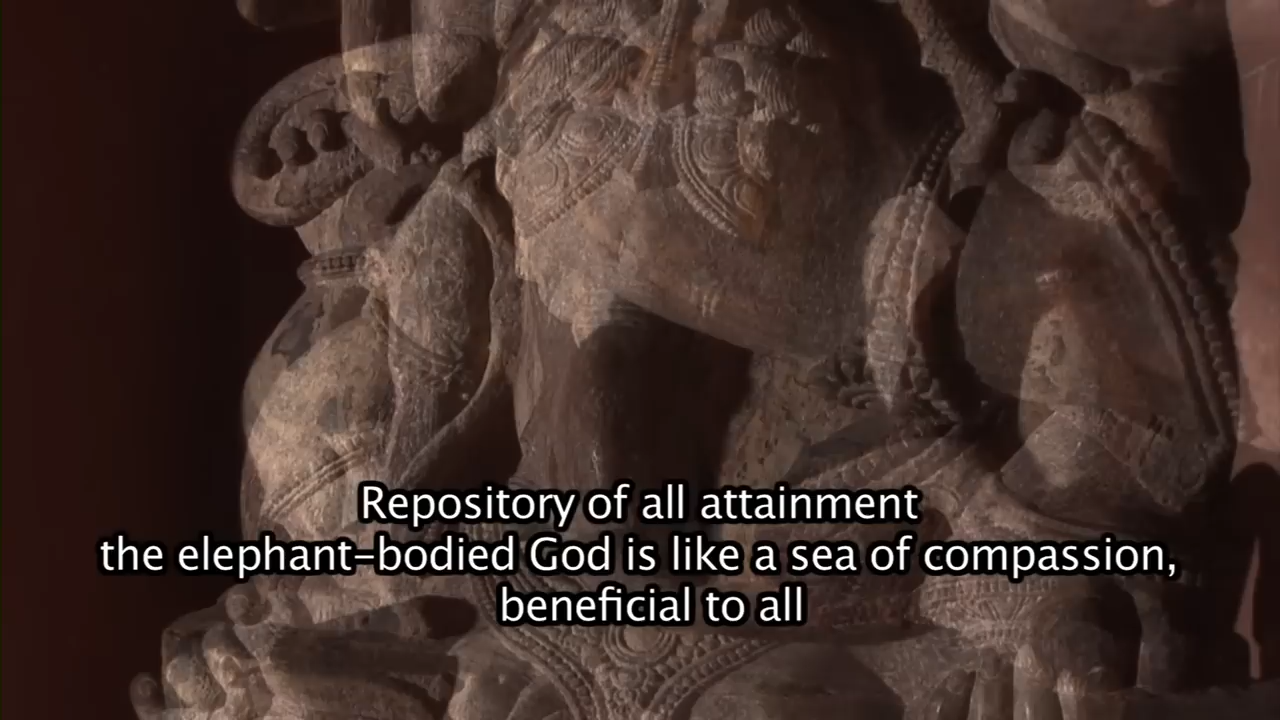 Repository of all attainment
the elephant-bodied God is like a sea of compassion,
beneficial to all